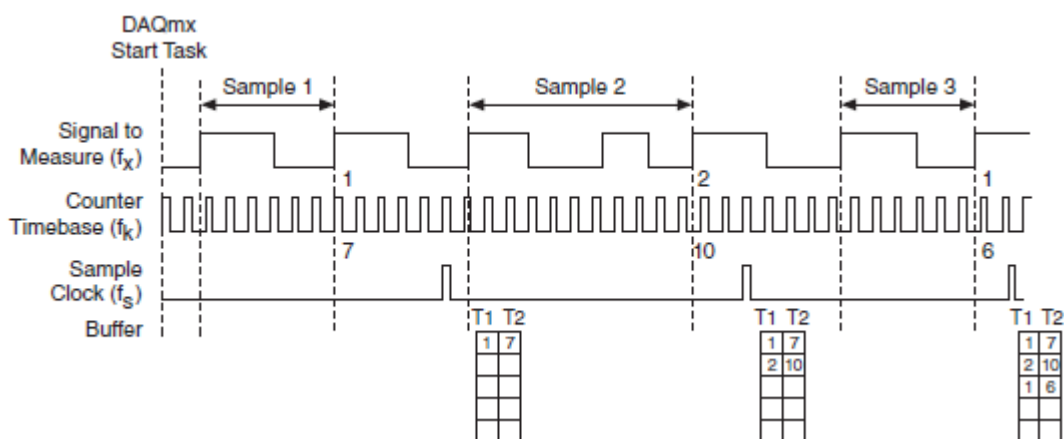 DAQmx
Start Task
Sample 1
Sample 2
Sample 3
Signal to
Measure (fx)
1
2
1
Counter
Timebase (fk)
7
10
6
Sample
Clock (fs)
T1 T2
T1 T2
T1 T2
Buffer
1 7
1 7
1 7
2 10
2 10
1 6